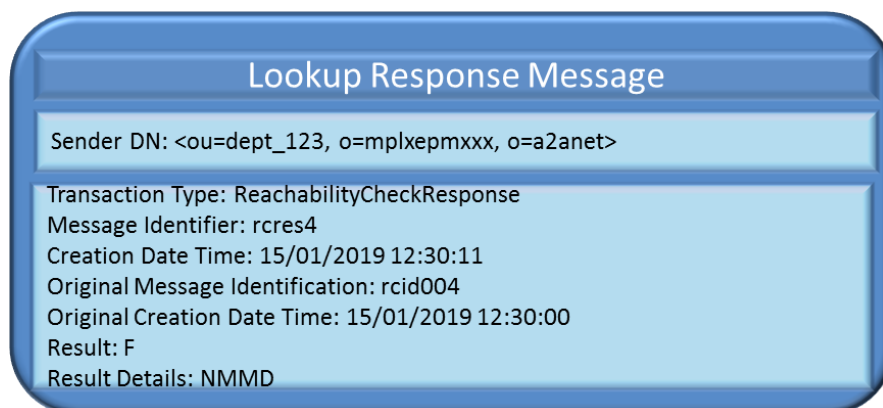 Lookup Response Message
Sender DN: <ou=dept_123, o=mplxepmxxx, o=a2anet>
Transaction Type: ReachabilityCheckResponse
Message Identifier: rcres4
Creation Date Time: 15/01/2019 12:30:11
Original Message Identification: rcid004
Original Creation Date Time: 15/01/2019 12:30:00
Result: F
Result Details: NMMD